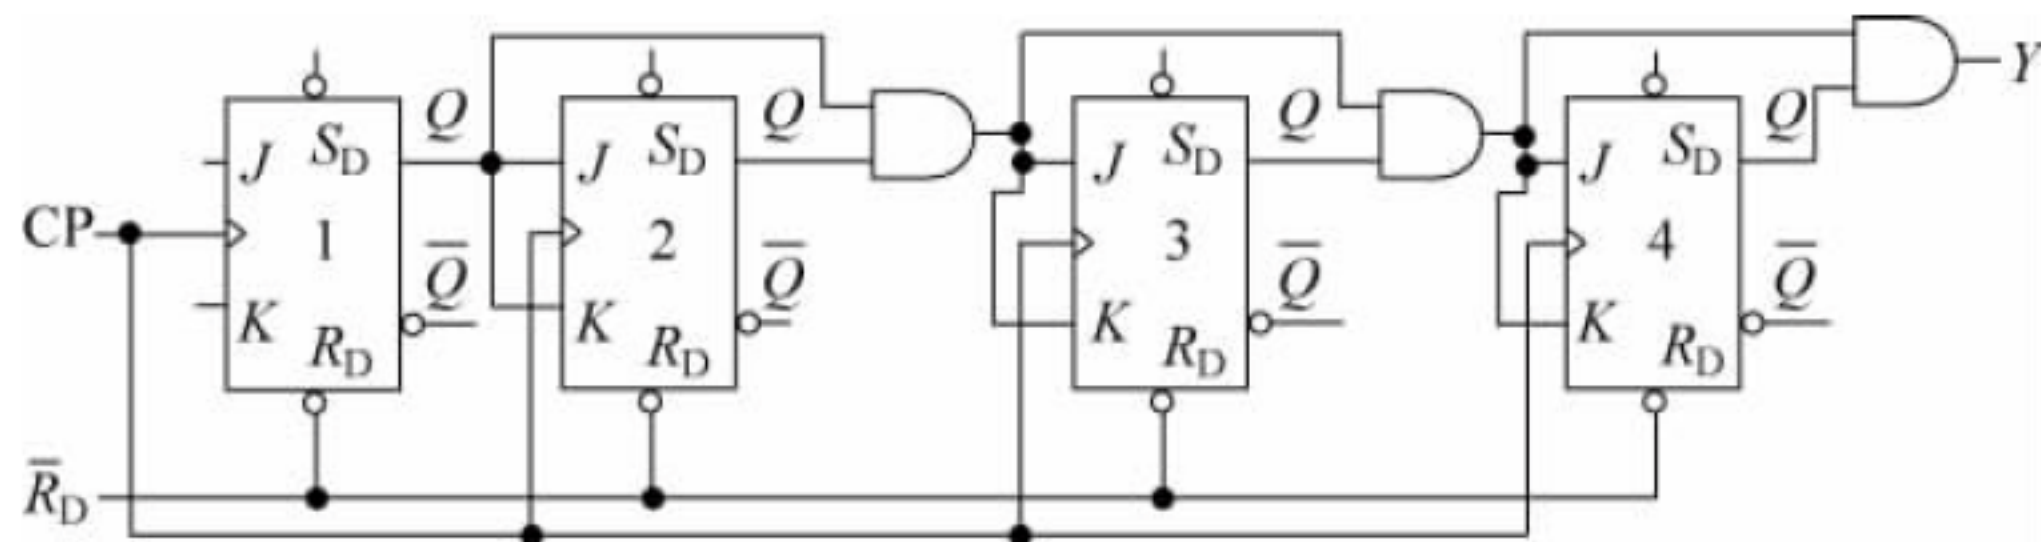 Q Q Q Q Y
J S_D J S_D J S_D J S_D
CP 1 2 3 4
Q̅ Q̅ Q̅ Q̅
K R_D K R_D K R_D K R_D
R̅_D